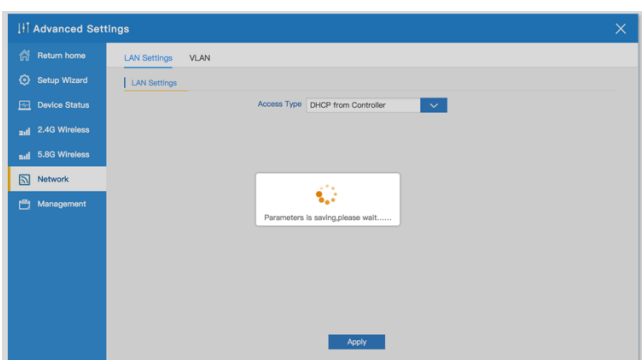 Advanced Settings
Return home
LAN Settings VLAN
Setup Wizard
LAN Settings
Device Status
Access Type DHCP from Controller
2.4G Wireless
5.8G Wireless
Network
Management
Parameters is saving,please wait......
Apply